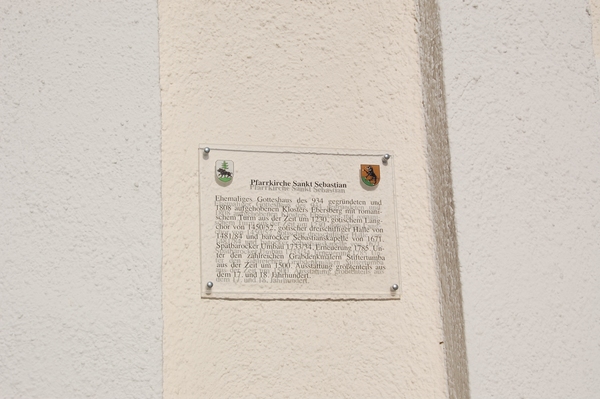 Pfarrkirche Sankt Sebastian
Ehemaliges Gotteshaus des 934 gegründeten und
1808 aufgehobenen Klosters Ebersberg mit romani-
schem Turm aus der Zeit um 1230, gotischem Lang-
chor von 1450/52, gotischer dreischiffiger Halle von
1481/84 und barocker Sebastianskapelle von 1671.
Spätbarocker Umbau 1733/34. Erneuerung 1785. Un-
ter den zahlreichen Grabdenkmälern Stiftertumba
aus der Zeit um 1500. Ausstattung großenteils aus
dem 17. und 18. Jahrhundert.